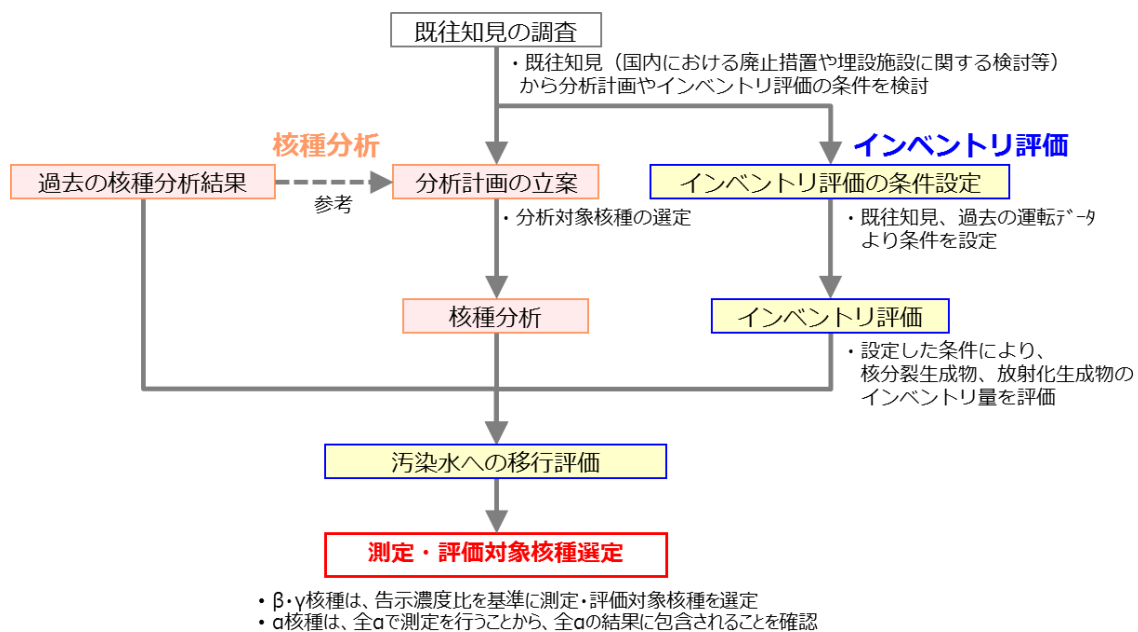 既往知見の調査
・既往知見（国内における廃止措置や埋設施設に関する検討等）
から分析計画やインベントリ評価の条件を検討
核種分析
インベントリ評価
過去の核種分析結果
参考
分析計画の立案
インベントリ評価の条件設定
・分析対象核種の選定
・既往知見、過去の運転ﾃﾞｰﾀ
より条件を設定
核種分析
インベントリ評価
・設定した条件により、
核分裂生成物、放射化生成物の
インベントリ量を評価
汚染水への移行評価
測定・評価対象核種選定
・β・γ核種は、告示濃度比を基準に測定・評価対象核種を選定
・α核種は、全αで測定を行うことから、全αの結果に包含されることを確認